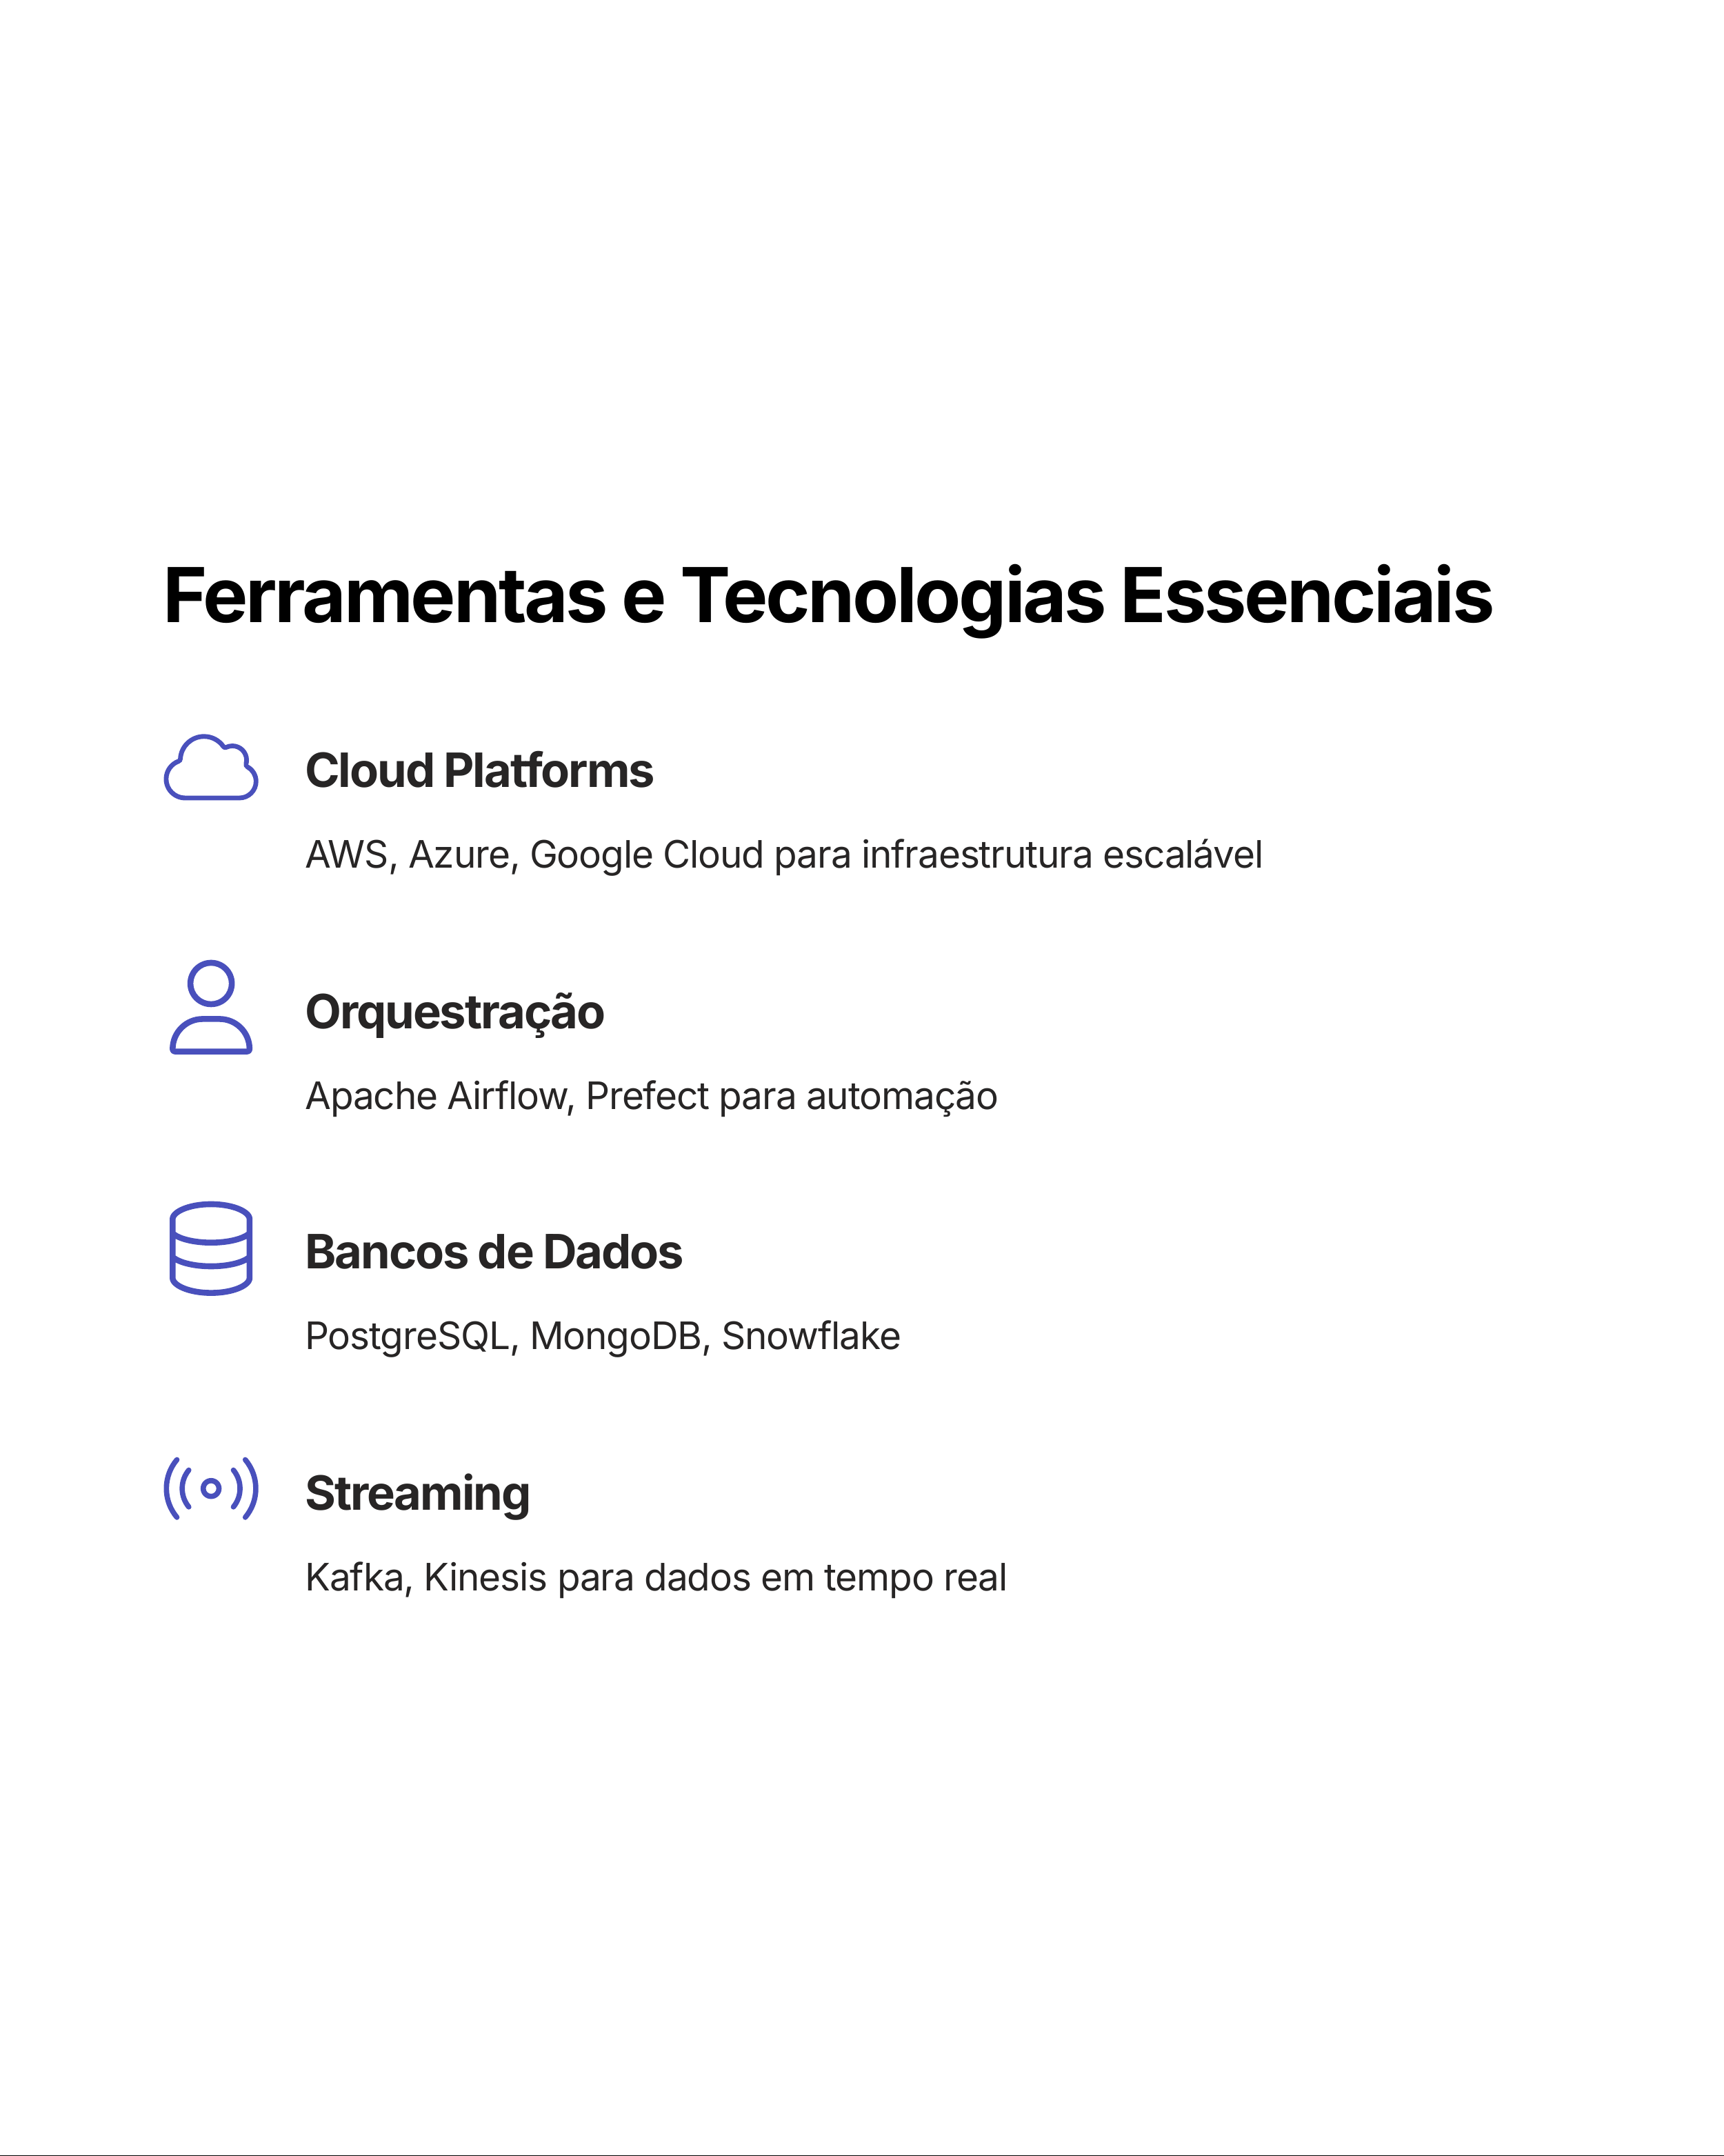 Ferramentas e Tecnologias Essenciais
Cloud Platforms
AWS, Azure, Google Cloud para infraestrutura escalável
Orquestração
Apache Airflow, Prefect para automação
Bancos de Dados
PostgreSQL, MongoDB, Snowflake
Streaming
Kafka, Kinesis para dados em tempo real